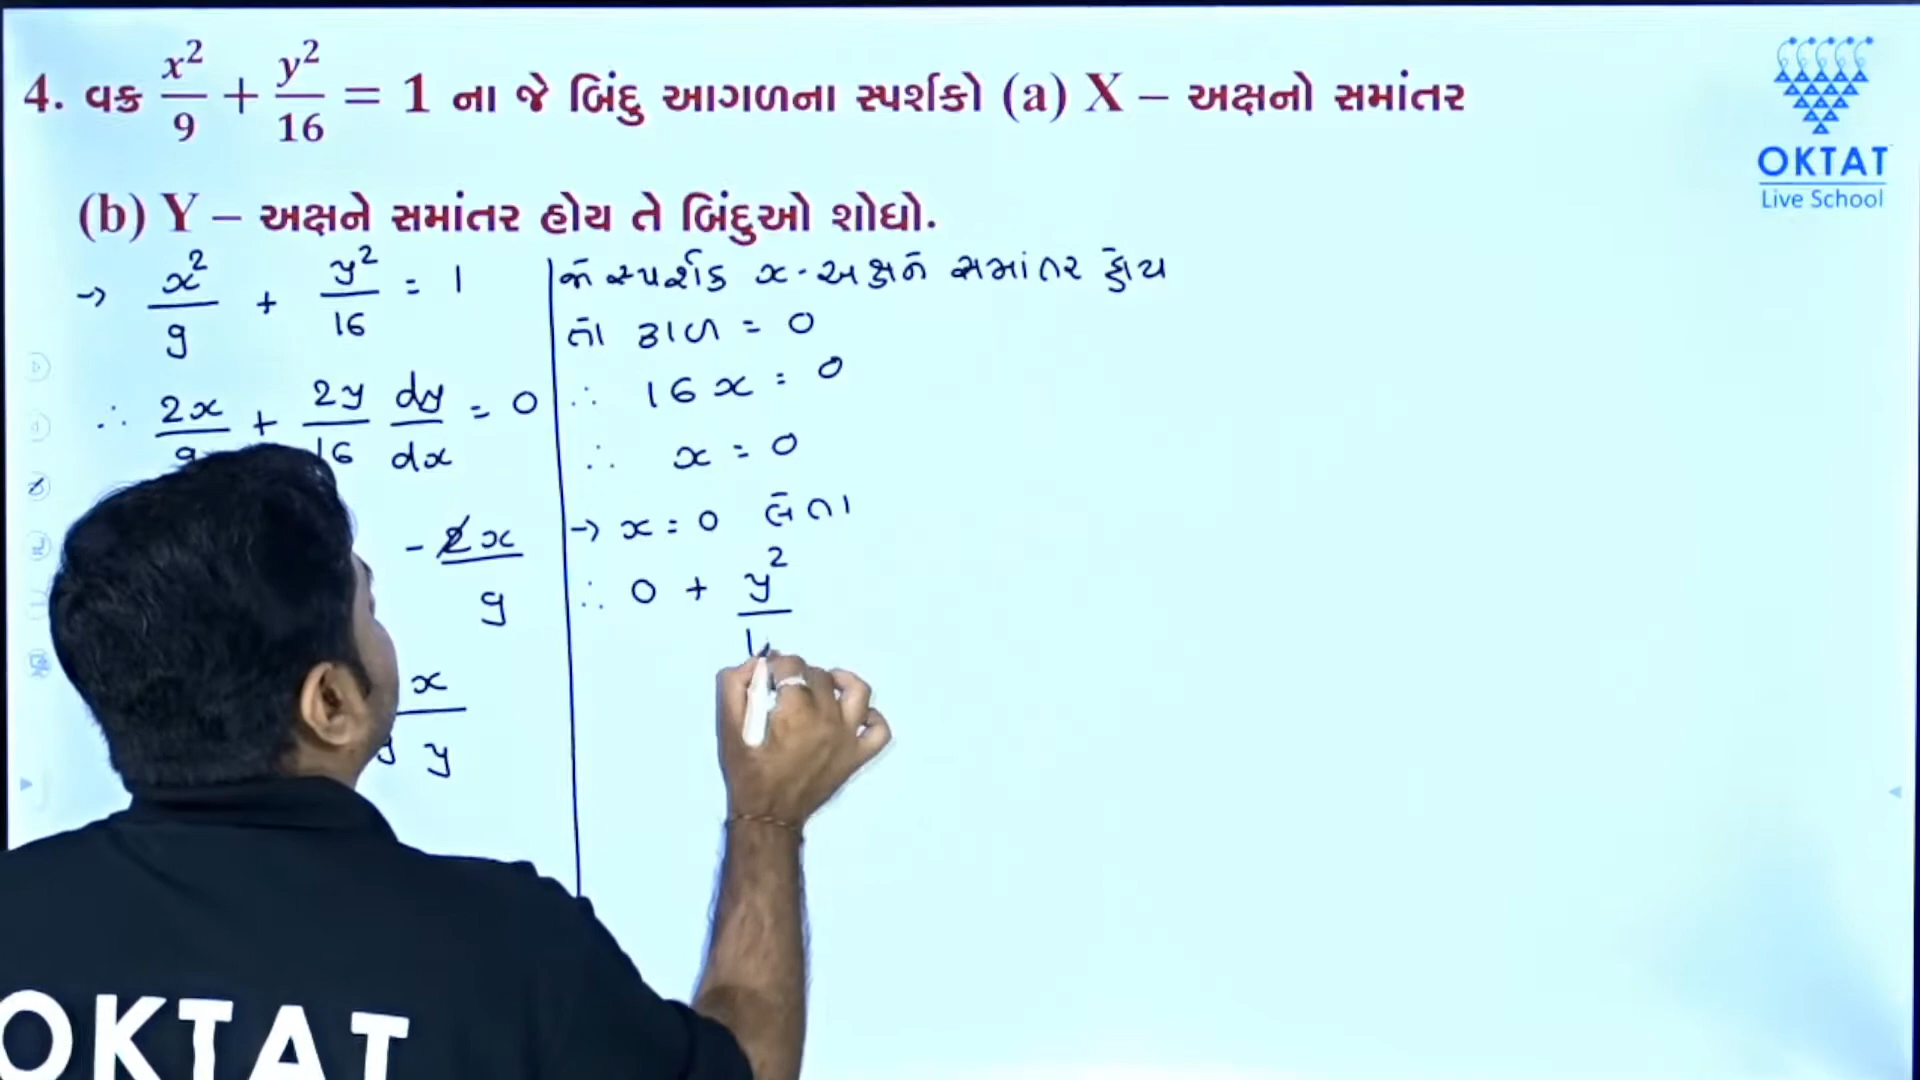 4. વક્ર x²/9 + y²/16 = 1 ના જે બિંદુ આગળના સ્પર્શકો (a) X – અક્ષનો સમાંતર
(b) Y – અક્ષને સમાંતર હોય તે બિંદુઓ શોધો.
OKTAT
Live School
→ x²/9 + y²/16 = 1
∴ 2x/9 + 2y/16 dy/dx = 0
- 2x/9
x
y
જો સ્પર્શક x-અક્ષને સમાંતર હોય
તો ઢાળ = 0
∴ 16x = 0
∴ x = 0
→ x = 0 લેતા
∴ 0 + y²
OKTAT